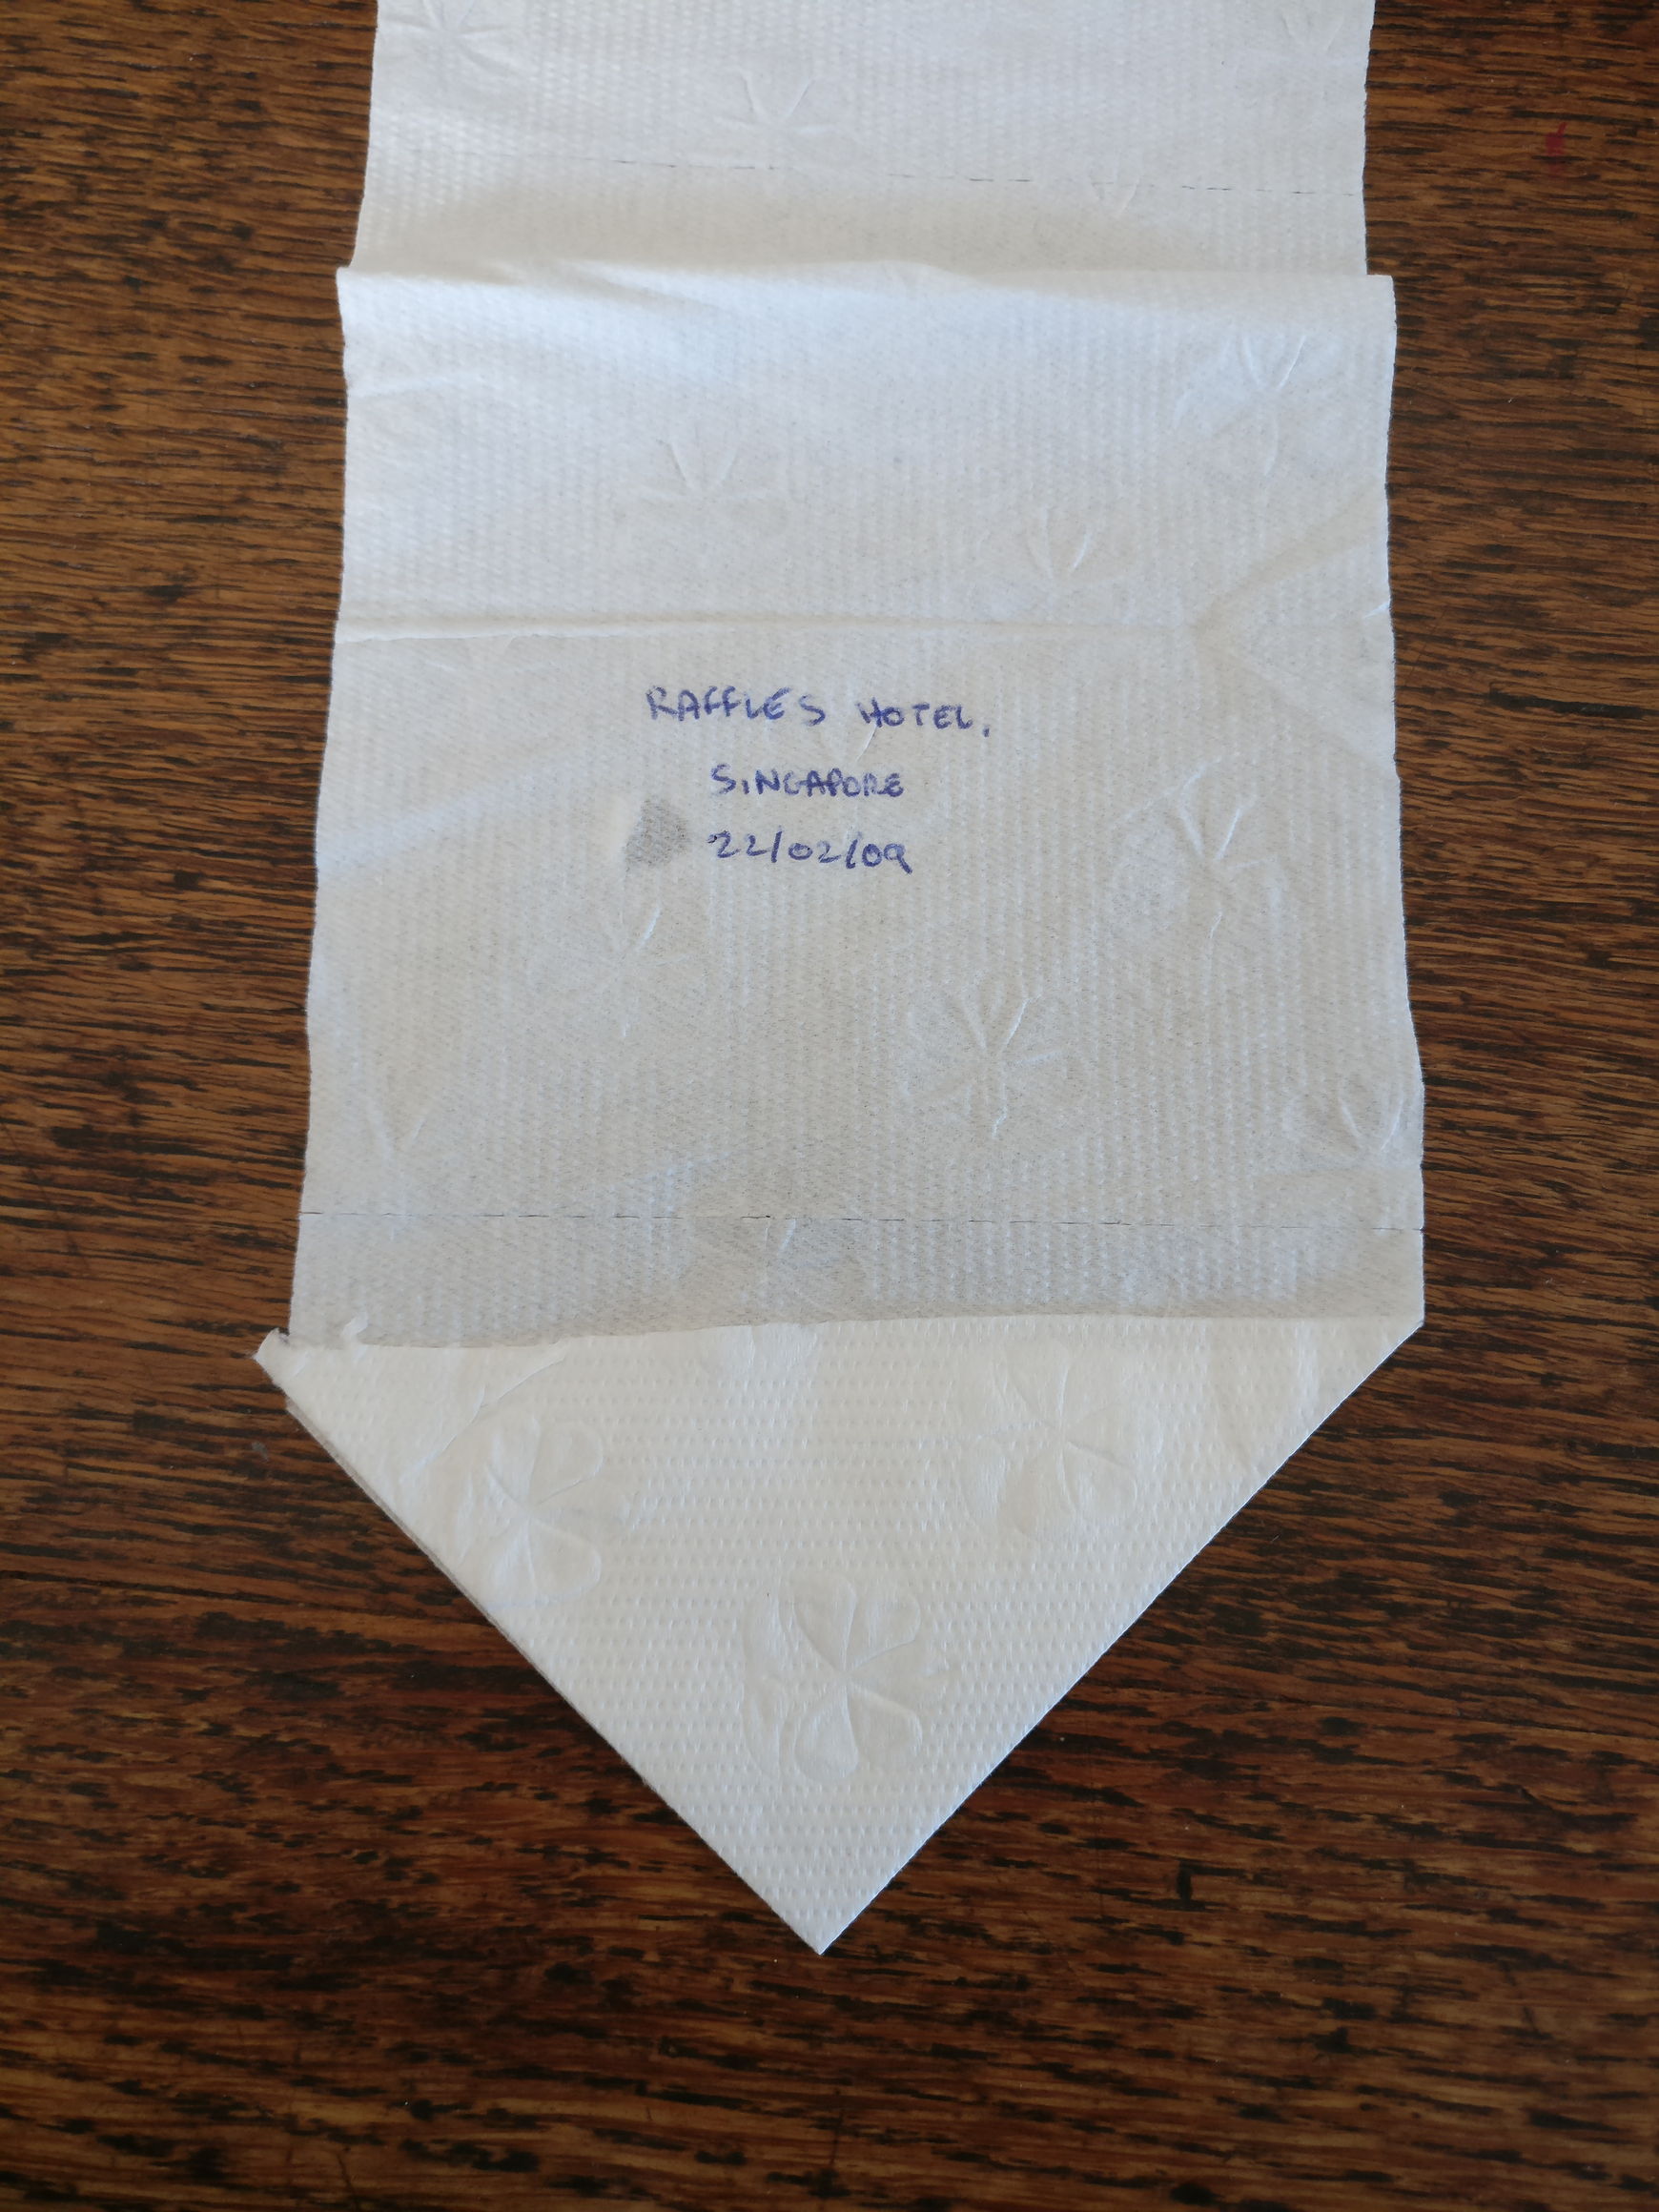 RAFFLES HOTEL,
SINGAPORE
22/02/09